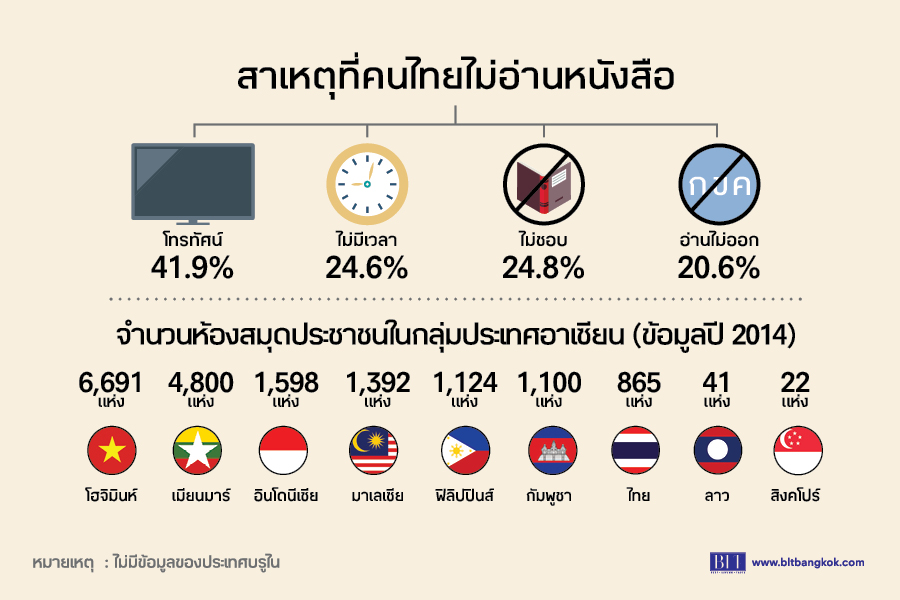 สาเหตุที่คนไทยไม่อ่านหนังสือ
กขค
โทรทัศน์ ไม่มีเวลา ไม่ชอบ อ่านไม่ออก
41.9% 24.6% 24.8% 20.6%
จำนวนห้องสมุดประชาชนในกลุ่มประเทศอาเซียน (ข้อมูลปี 2014)
6,691 4,800 1,598 1,392 1,124 1,100 865 41 22
แห่ง แห่ง แห่ง แห่ง แห่ง แห่ง แห่ง แห่ง แห่ง
โฮจิมินห์ เมียนมาร์ อินโดนีเซีย มาเลเซีย ฟิลิปปินส์ กัมพูชา ไทย ลาว สิงคโปร์
หมายเหตุ : ไม่มีข้อมูลของประเทศบรูไน
BLT www.bltbangkok.com